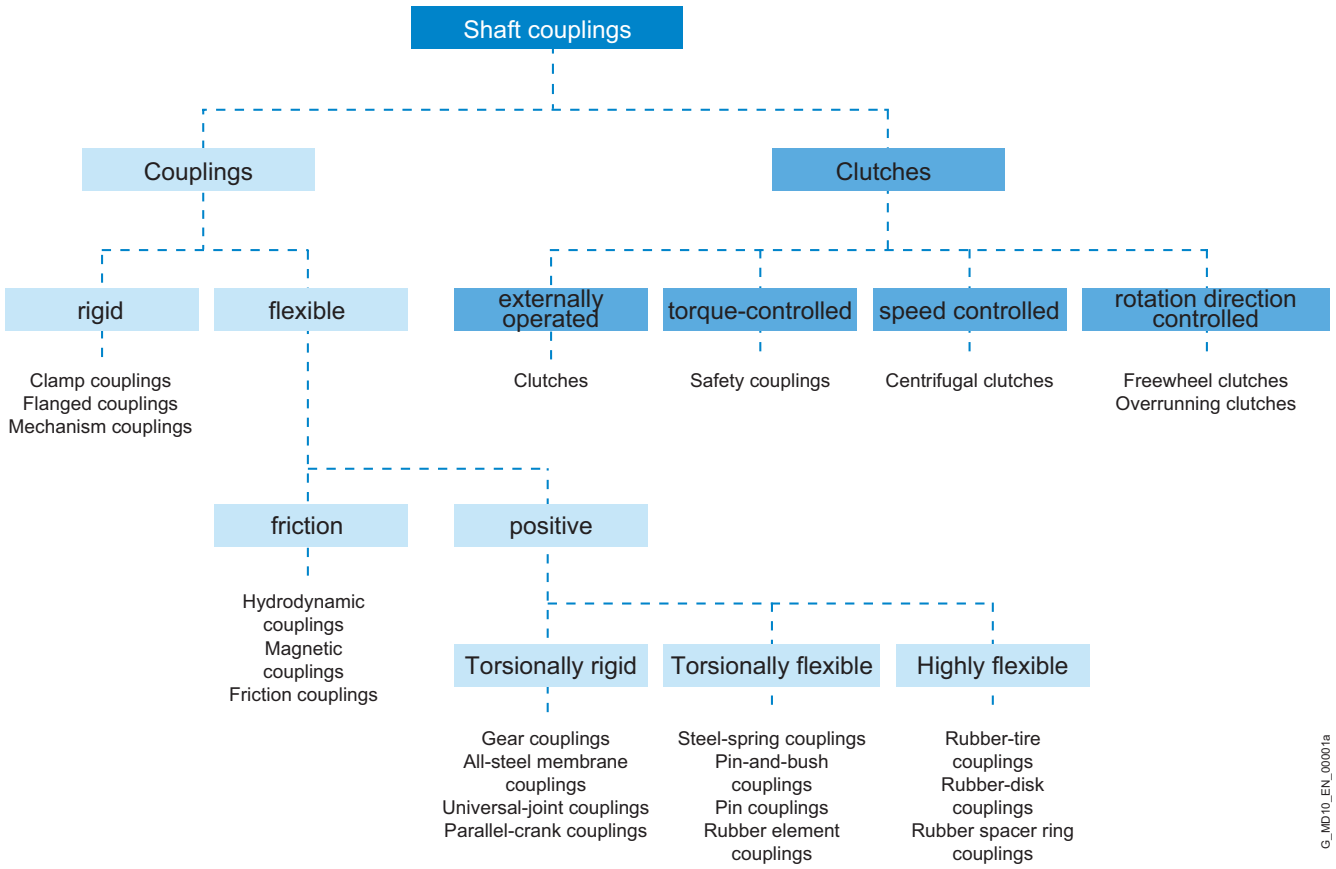 Shaft couplings
Couplings
Clutches
rigid
flexible
externally
operated
torque-controlled
speed controlled
rotation direction
controlled
Clamp couplings
Flanged couplings
Mechanism couplings
Clutches
Safety couplings
Centrifugal clutches
Freewheel clutches
Overrunning clutches
friction
positive
Hydrodynamic
couplings
Magnetic
couplings
Friction couplings
Torsionally rigid
Torsionally flexible
Highly flexible
Gear couplings
All-steel membrane
couplings
Universal-joint couplings
Parallel-crank couplings
Steel-spring couplings
Pin-and-bush
couplings
Pin couplings
Rubber element
couplings
Rubber-tire
couplings
Rubber-disk
couplings
Rubber spacer ring
couplings
G_MD10_EN_00001a